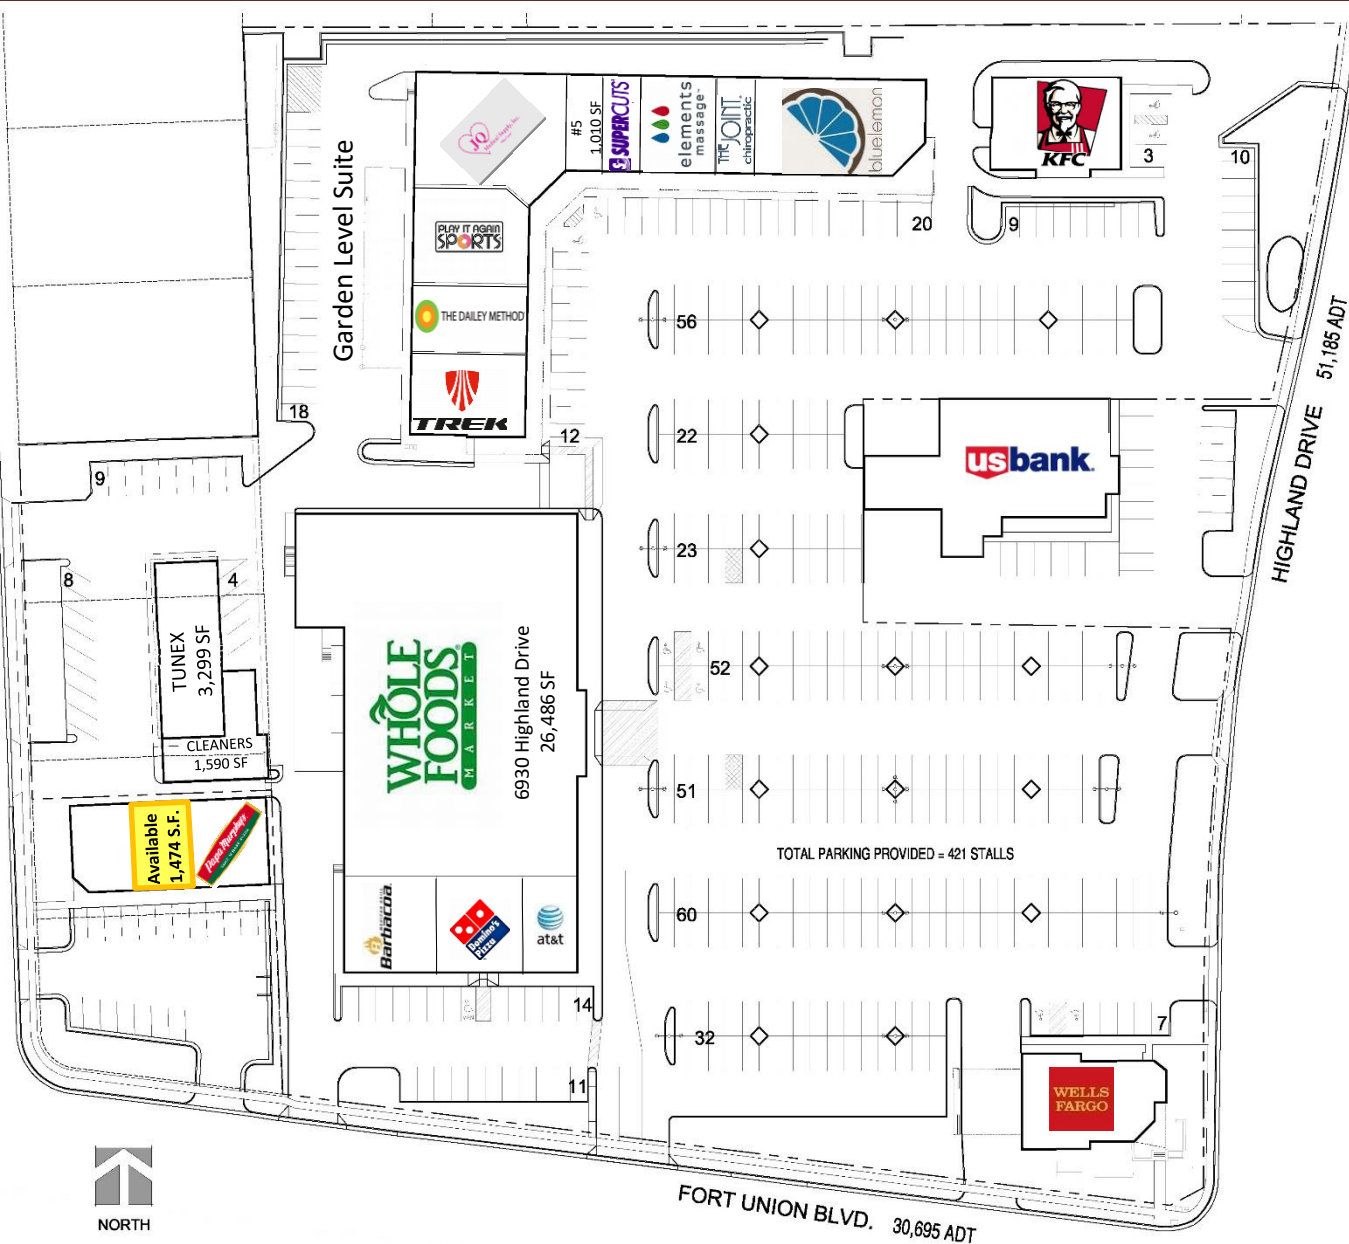 JQ
#5
1,010 SF
SUPERCUTS
elements
massage
THE JOINT
chiropractic
bluelemon
KFC
3
10
20
9
Garden Level Suite
PLAY IT AGAIN
SPORTS
THE DAILEY METHOD
TREK
18
12
56
22
23
52
51
60
32
usbank
HIGHLAND DRIVE 51,185 ADT
9
8
4
TUNEX
3,299 SF
CLEANERS
1,590 SF
Available
1,474 S.F.
Papa Murphy's
WHOLE
FOODS
MARKET
6930 Highland Drive
26,486 SF
TOTAL PARKING PROVIDED = 421 STALLS
Barbacoa
Domino's
Pizza
at&t
14
11
7
WELLS
FARGO
NORTH
FORT UNION BLVD. 30,695 ADT